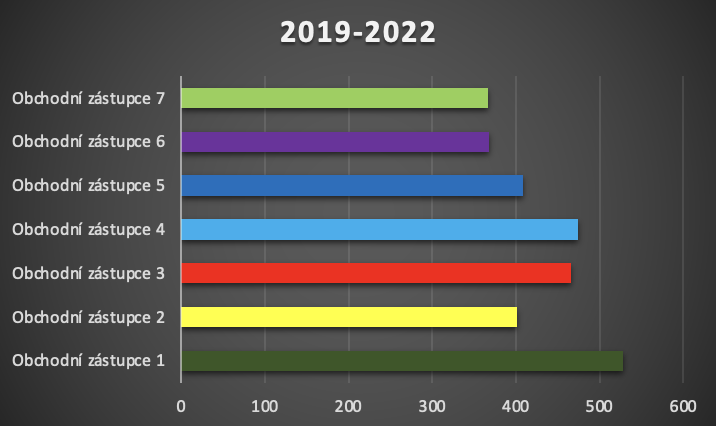 2019-2022
Obchodní zástupce 7
Obchodní zástupce 6
Obchodní zástupce 5
Obchodní zástupce 4
Obchodní zástupce 3
Obchodní zástupce 2
Obchodní zástupce 1
0 100 200 300 400 500 600